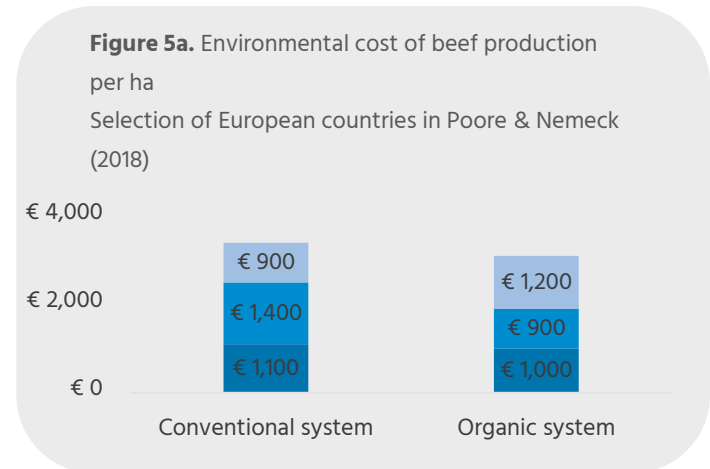 Figure 5a. Environmental cost of beef production
per ha
Selection of European countries in Poore & Nemeck
(2018)
€ 4,000
€ 2,000
€ 0
€ 900
€ 1,400
€ 1,100
€ 1,200
€ 900
€ 1,000
Conventional system
Organic system